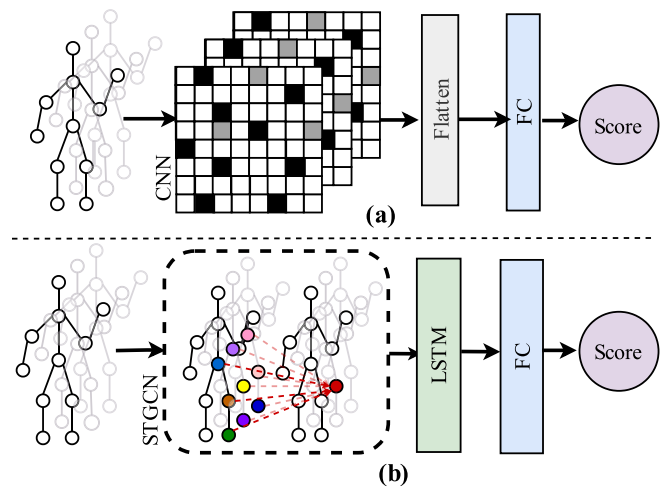 CNN
Flatten
FC
Score
(a)
STGCN
LSTM
FC
Score
(b)